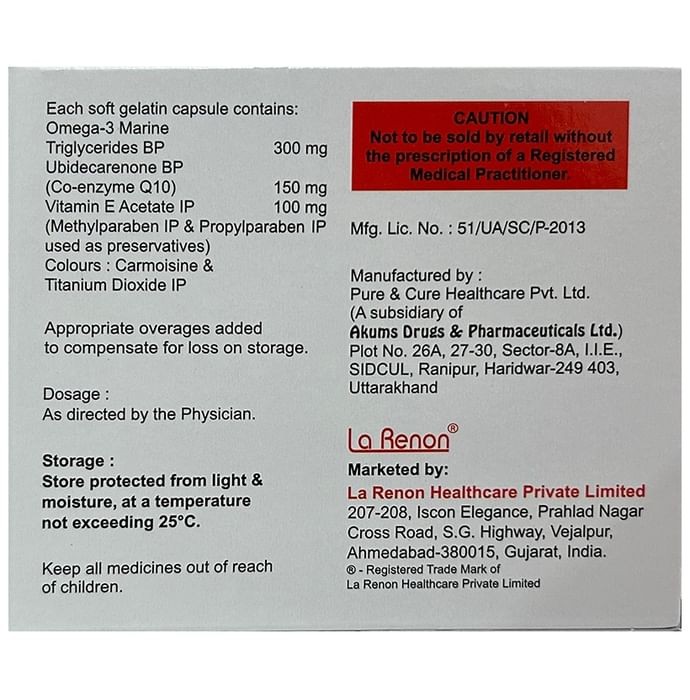 Each soft gelatin capsule contains:
Omega-3 Marine
Triglycerides BP 300 mg
Ubidecarenone BP
(Co-enzyme Q10) 150 mg
Vitamin E Acetate IP 100 mg
(Methylparaben IP & Propylparaben IP
used as preservatives)
Colours : Carmoisine &
Titanium Dioxide IP
Appropriate overages added
to compensate for loss on storage.
Dosage :
As directed by the Physician.
Storage :
Store protected from light &
moisture, at a temperature
not exceeding 25°C.
Keep all medicines out of reach
of children.
CAUTION
Not to be sold by retail without
the prescription of a Registered
Medical Practitioner.
Mfg. Lic. No. : 51/UA/SC/P-2013
Manufactured by :
Pure & Cure Healthcare Pvt. Ltd.
(A subsidiary of
Akums Drugs & Pharmaceuticals Ltd.)
Plot No. 26A, 27-30, Sector-8A, I.I.E.,
SIDCUL, Ranipur, Haridwar-249 403,
Uttarakhand
La Renon®
Marketed by:
La Renon Healthcare Private Limited
207-208, Iscon Elegance, Prahlad Nagar
Cross Road, S.G. Highway, Vejalpur,
Ahmedabad-380015, Gujarat, India.
® - Registered Trade Mark of
La Renon Healthcare Private Limited